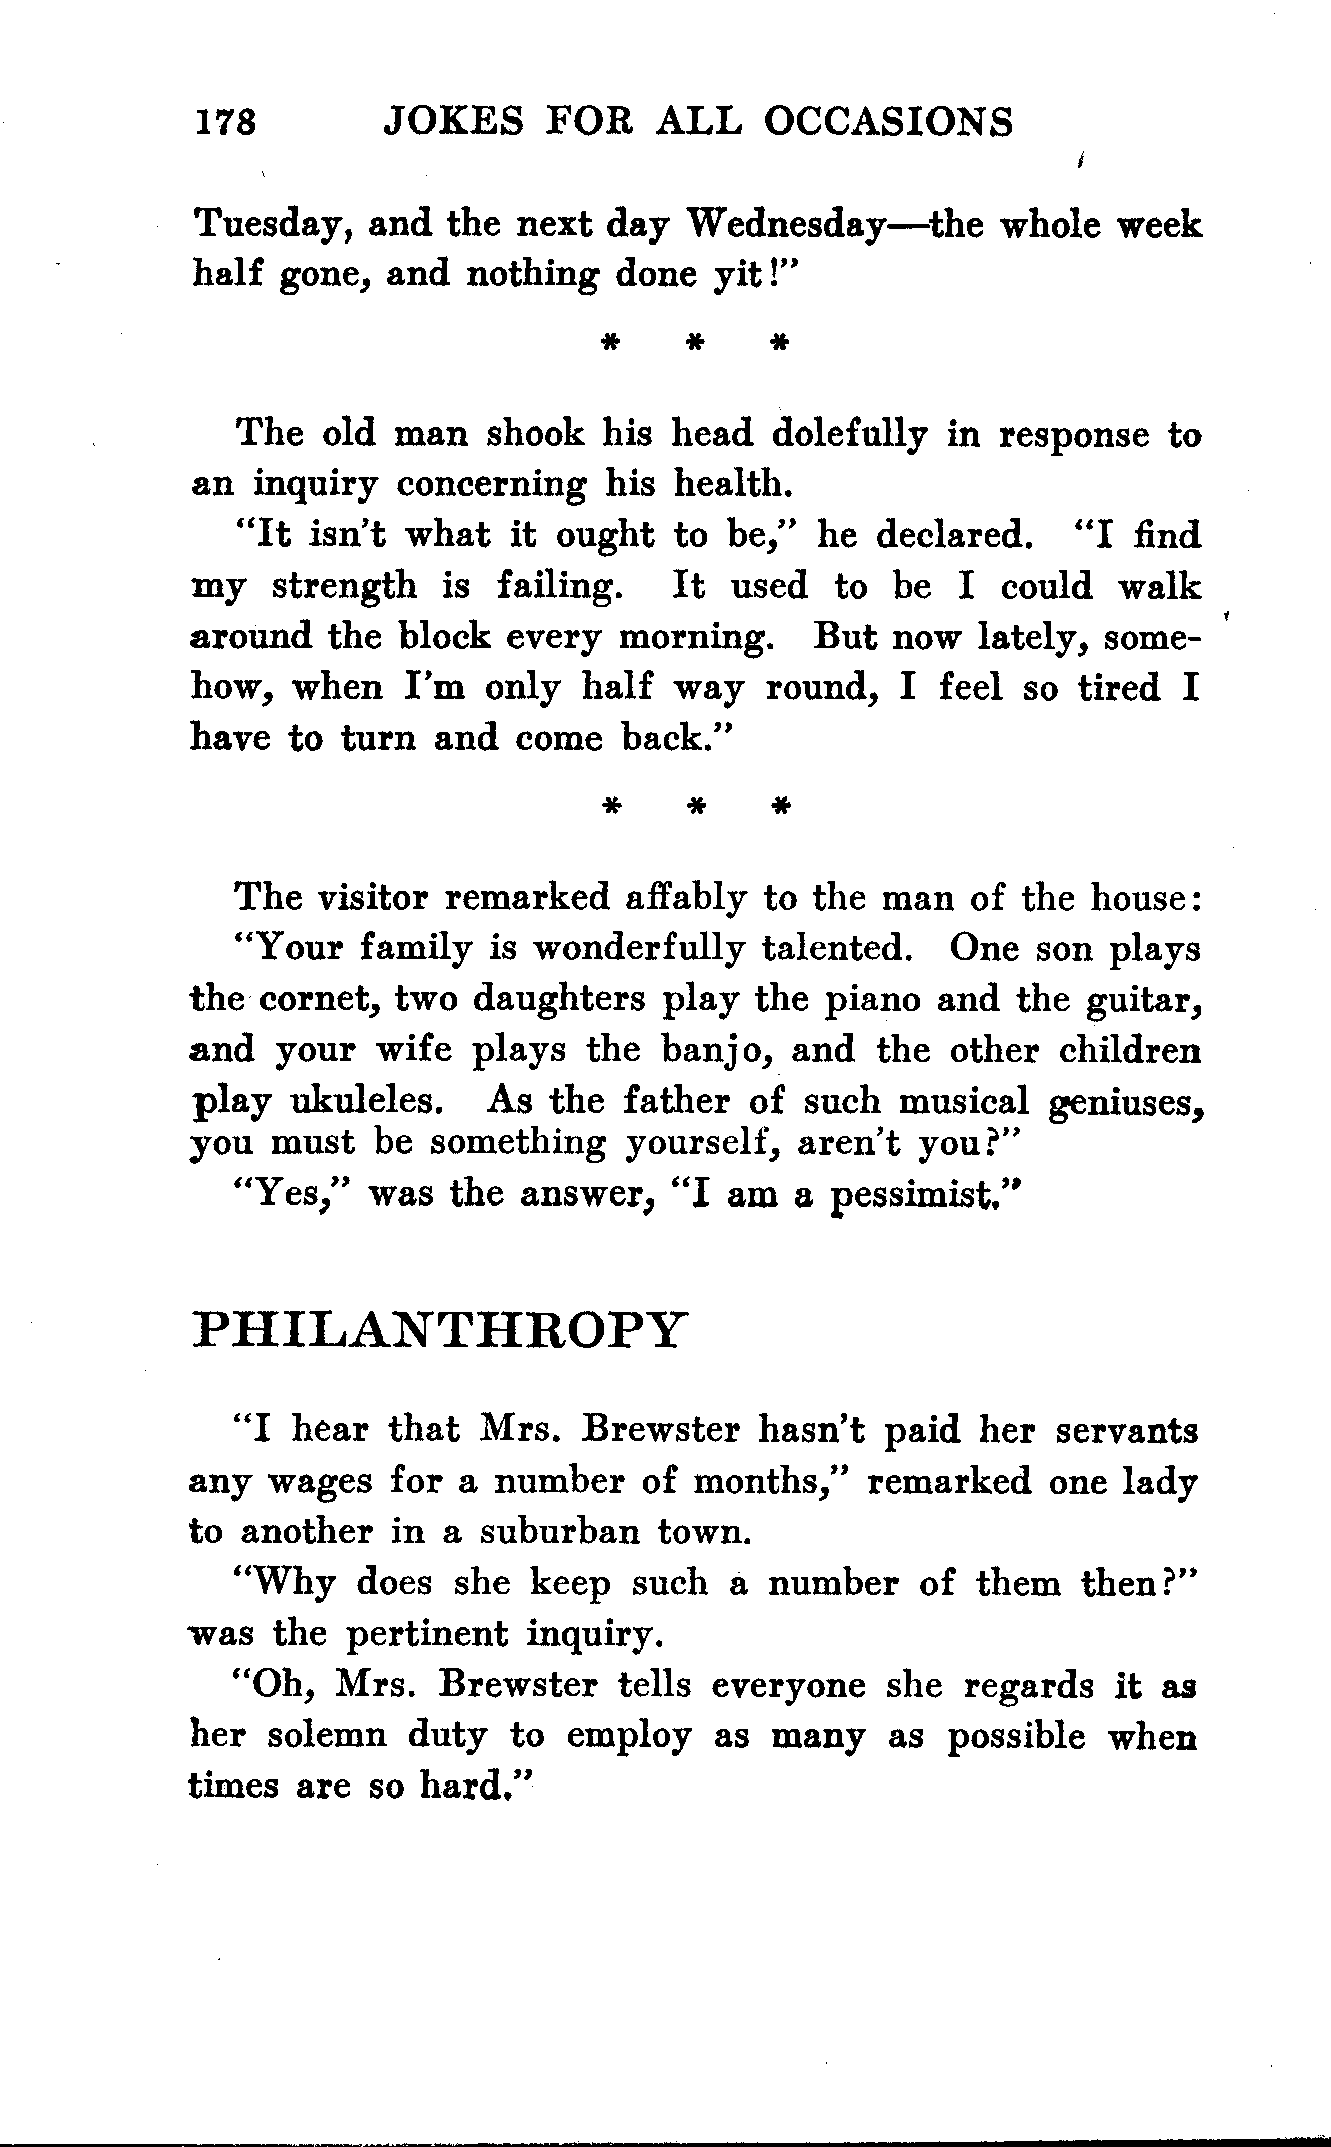 178 JOKES FOR ALL OCCASIONS
Tuesday, and the next day Wednesday—the whole week
half gone, and nothing done yit!"
* * *
The old man shook his head dolefully in response to
an inquiry concerning his health.
"It isn't what it ought to be," he declared. "I find
my strength is failing. It used to be I could walk
around the block every morning. But now lately, some-
how, when I'm only half way round, I feel so tired I
have to turn and come back."
* * *
The visitor remarked affably to the man of the house:
"Your family is wonderfully talented. One son plays
the cornet, two daughters play the piano and the guitar,
and your wife plays the banjo, and the other children
play ukuleles. As the father of such musical geniuses,
you must be something yourself, aren't you?"
"Yes," was the answer, "I am a pessimist."
PHILANTHROPY
"I hear that Mrs. Brewster hasn't paid her servants
any wages for a number of months," remarked one lady
to another in a suburban town.
"Why does she keep such a number of them then?"
was the pertinent inquiry.
"Oh, Mrs. Brewster tells everyone she regards it as
her solemn duty to employ as many as possible when
times are so hard."